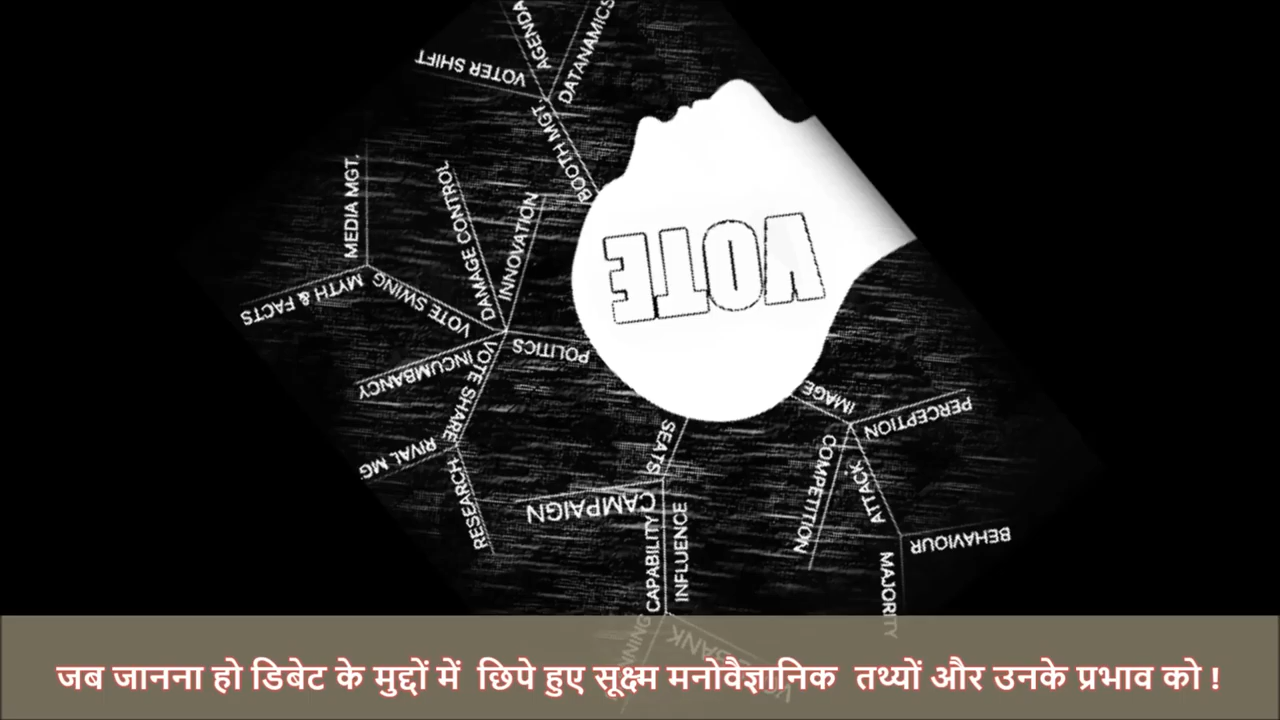 AGENDA
DATANAMICS
VOTER SHIFT
BOOTH MGT.
MEDIA MGT.
DAMAGE CONTROL
INNOVATION
VOTE
MYTH & FACTS
VOTE SWING
POLITICS
INCUMBANCY
VOTE SHARE
RIVAL MG
RESEARCH
SEATS
CAMPAIGN
CAPABILITY
INFLUENCE
IMAGE
PERCEPTION
COMPETITION
ATTACK
BEHAVIOUR
MAJORITY
BANK
जब जानना हो डिबेट के मुद्दों में छिपे हुए सूक्ष्म मनोवैज्ञानिक तथ्यों और उनके प्रभाव को !